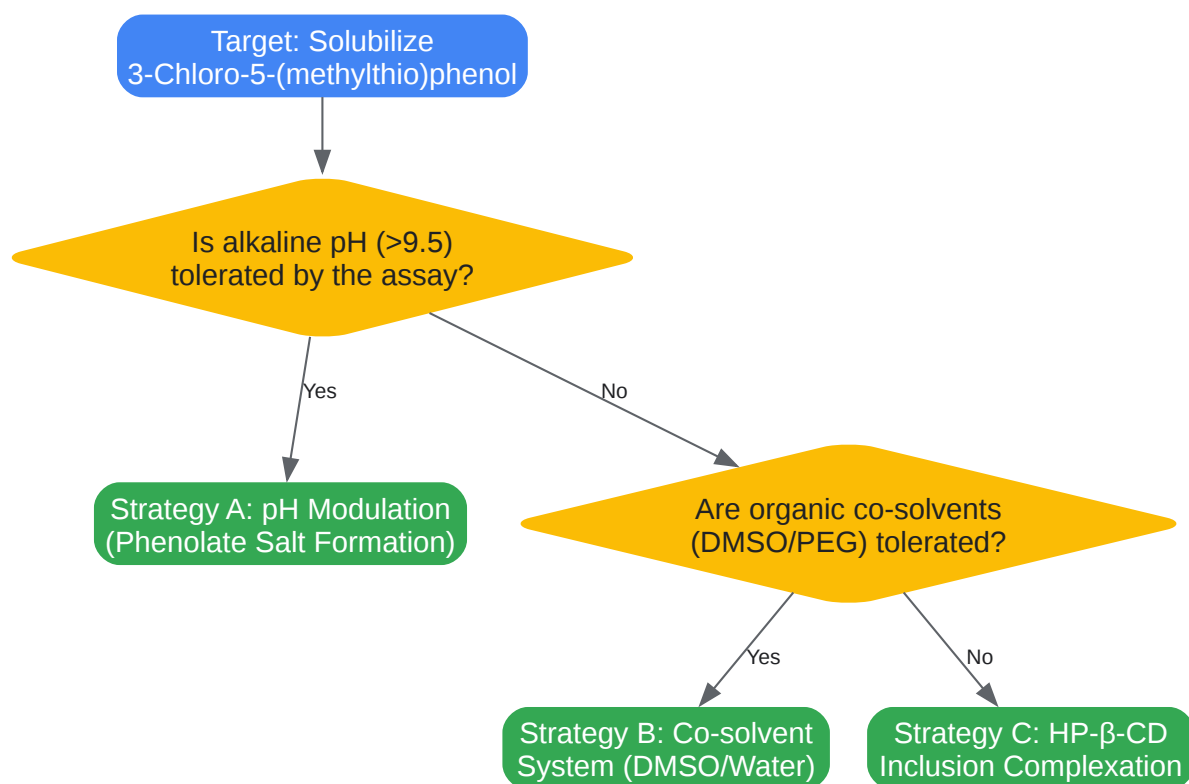 Target: Solubilize
3-Chloro-5-(methylthio)phenol
Is alkaline pH (>9.5)
tolerated by the assay?
Yes
No
Strategy A: pH Modulation
(Phenolate Salt Formation)
Are organic co-solvents
(DMSO/PEG) tolerated?
Yes
No
Strategy B: Co-solvent
System (DMSO/Water)
Strategy C: HP-β-CD
Inclusion Complexation